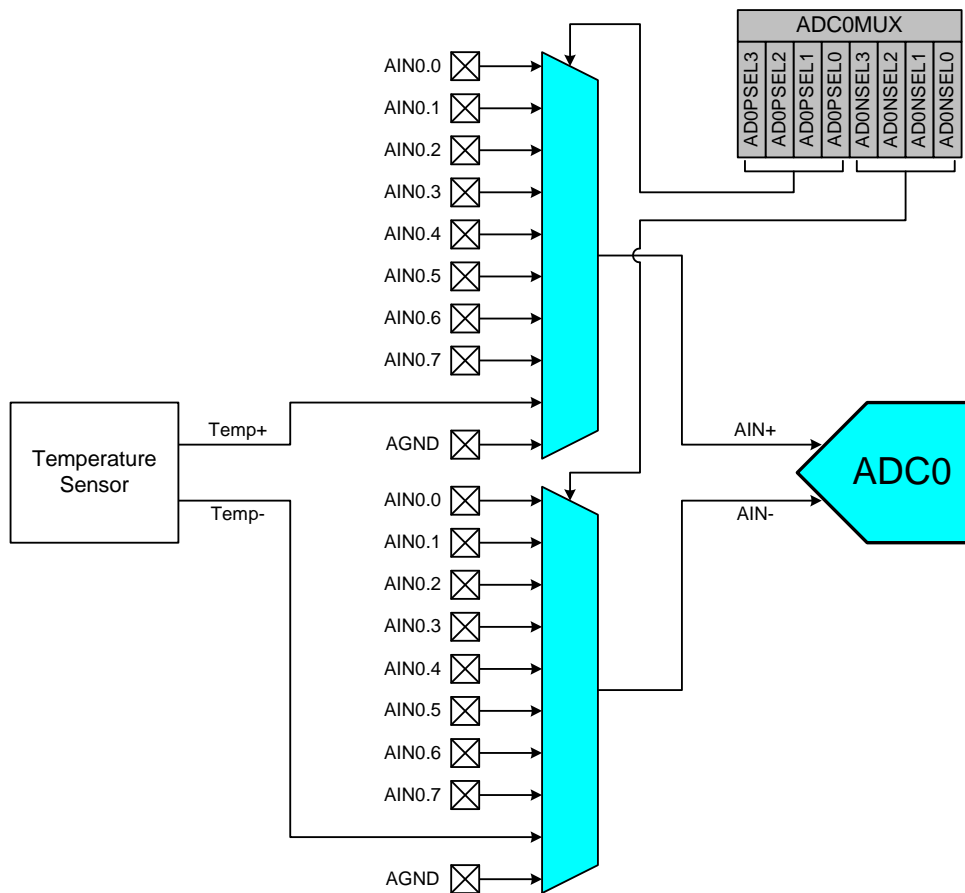 ADC0MUX
AD0PSEL3
AD0PSEL2
AD0PSEL1
AD0PSEL0
AD0NSEL3
AD0NSEL2
AD0NSEL1
AD0NSEL0
AIN0.0
AIN0.1
AIN0.2
AIN0.3
AIN0.4
AIN0.5
AIN0.6
AIN0.7
AGND
Temperature
Sensor
Temp+
Temp-
AIN0.0
AIN0.1
AIN0.2
AIN0.3
AIN0.4
AIN0.5
AIN0.6
AIN0.7
AGND
AIN+
AIN-
ADC0